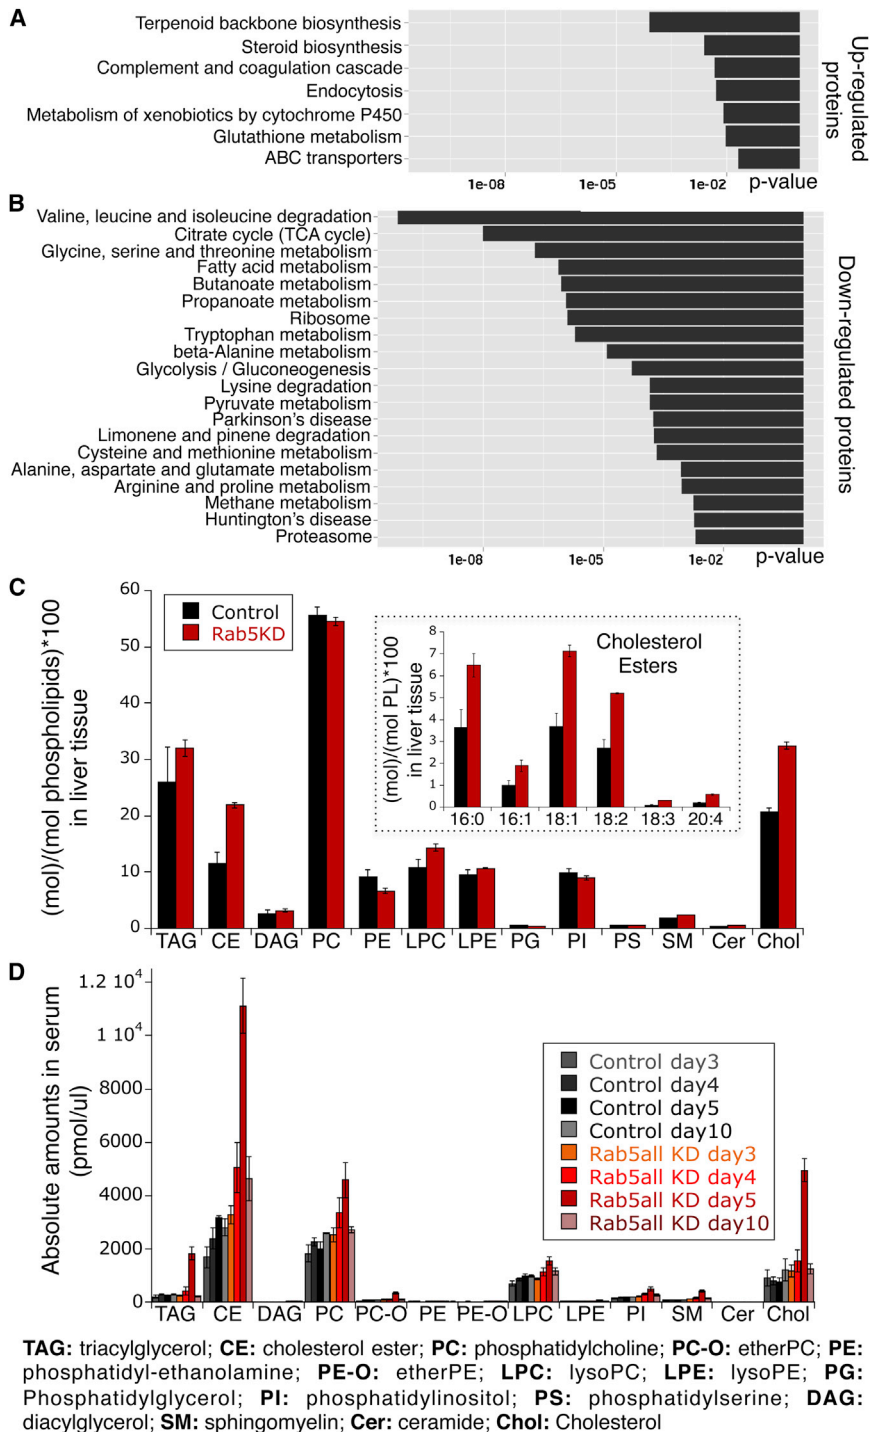 A
Terpenoid backbone biosynthesis
Steroid biosynthesis
Complement and coagulation cascade
Endocytosis
Metabolism of xenobiotics by cytochrome P450
Glutathione metabolism
ABC transporters
1e-08 1e-05 1e-02 p-value
Up-regulated
proteins
B
Valine, leucine and isoleucine degradation
Citrate cycle (TCA cycle)
Glycine, serine and threonine metabolism
Fatty acid metabolism
Butanoate metabolism
Propanoate metabolism
Ribosome
Tryptophan metabolism
beta-Alanine metabolism
Glycolysis / Gluconeogenesis
Lysine degradation
Pyruvate metabolism
Parkinson's disease
Limonene and pinene degradation
Cysteine and methionine metabolism
Alanine, aspartate and glutamate metabolism
Arginine and proline metabolism
Methane metabolism
Huntington's disease
Proteasome
1e-08 1e-05 1e-02 p-value
Down-regulated proteins
C
(mol)/(mol phospholipids)*100
in liver tissue
60
50
40
30
20
10
0
Control
Rab5KD
Cholesterol
Esters
(mol)/(mol PL)*100
in liver tissue
8
7
6
5
4
3
2
1
0
16:0 16:1 18:1 18:2 18:3 20:4
TAG CE DAG PC PE LPC LPE PG PI PS SM Cer Chol
D
Absolute amounts in serum
(pmol/ul)
1.2 10⁴
1 10⁴
8000
6000
4000
2000
0
Control day3
Control day4
Control day5
Control day10
Rab5all KD day3
Rab5all KD day4
Rab5all KD day5
Rab5all KD day10
TAG CE DAG PC PC-O PE PE-O LPC LPE PI SM Cer Chol
TAG: triacylglycerol; CE: cholesterol ester; PC: phosphatidylcholine; PC-O: etherPC; PE:
phosphatidyl-ethanolamine; PE-O: etherPE; LPC: lysoPC; LPE: lysoPE; PG:
Phosphatidylglycerol; PI: phosphatidylinositol; PS: phosphatidylserine; DAG:
diacylglycerol; SM: sphingomyelin; Cer: ceramide; Chol: Cholesterol